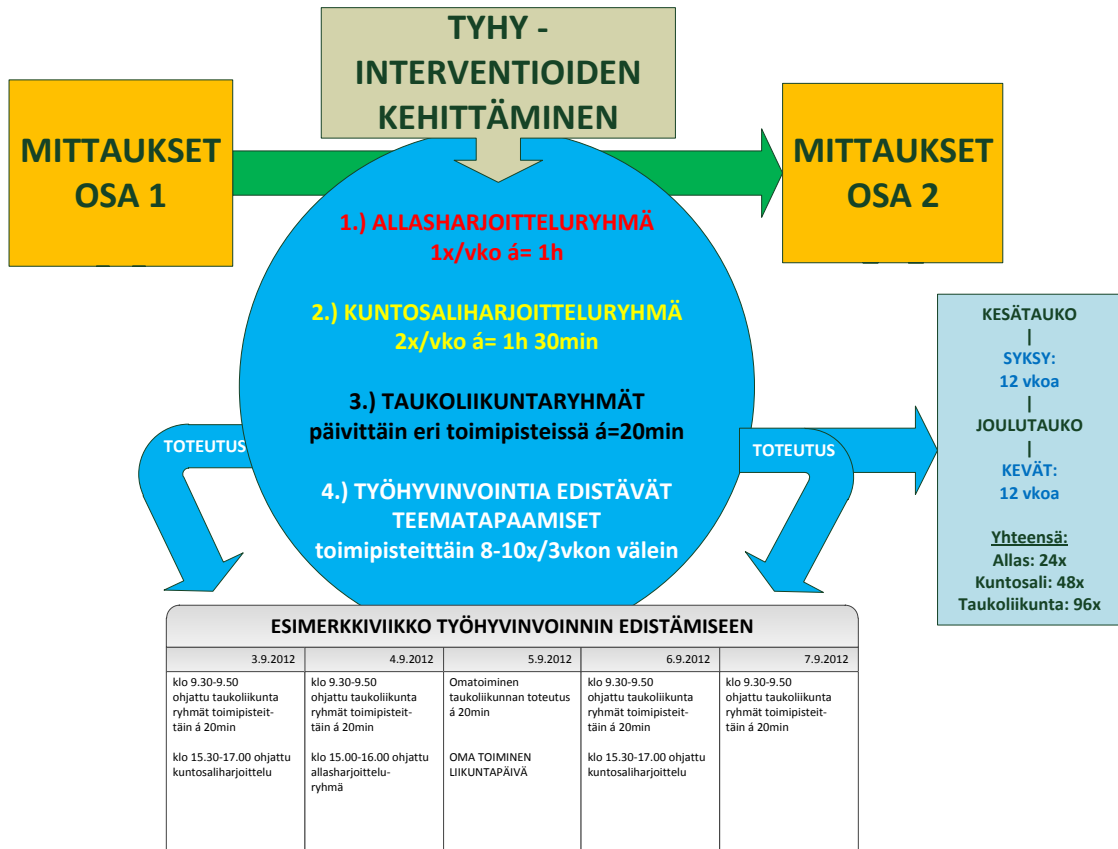 TYHY -
INTERVENTIOIDEN
KEHITTÄMINEN
MITTAUKSET
OSA 1
MITTAUKSET
OSA 2
1.) ALLASHARJOITTELURYHMÄ
1x/vko á= 1h
2.) KUNTOSALIHARJOITTELURYHMÄ
2x/vko á= 1h 30min
3.) TAUKOLIIKUNTARYHMÄT
päivittäin eri toimipisteissä á=20min
4.) TYÖHYVINVOINTIA EDISTÄVÄT
TEEMATAPAAMISET
toimipisteittäin 8-10x/3vkon välein
TOTEUTUS
TOTEUTUS
KESÄTAUKO
|
SYKSY:
12 vkoa
|
JOULUTAUKO
|
KEVÄT:
12 vkoa
Yhteensä:
Allas: 24x
Kuntosali: 48x
Taukoliikunta: 96x
ESIMERKKIVIIKKO TYÖHYVINVOINNIN EDISTÄMISEEN
3.9.2012
klo 9.30-9.50
ohjattu taukoliikunta
ryhmät toimipisteit-
täin á 20min
klo 15.30-17.00 ohjattu
kuntosaliharjoittelu
4.9.2012
klo 9.30-9.50
ohjattu taukoliikunta
ryhmät toimipisteit-
täin á 20min
klo 15.00-16.00 ohjattu
allasharjoittelu-
ryhmä
5.9.2012
Omatoiminen
taukoliikunnan toteutus
á 20min
OMA TOIMINEN
LIIKUNTAPÄIVÄ
6.9.2012
klo 9.30-9.50
ohjattu taukoliikunta
ryhmät toimipisteit-
täin á 20min
klo 15.30-17.00 ohjattu
kuntosaliharjoittelu
7.9.2012
klo 9.30-9.50
ohjattu taukoliikunta
ryhmät toimipisteit-
täin á 20min